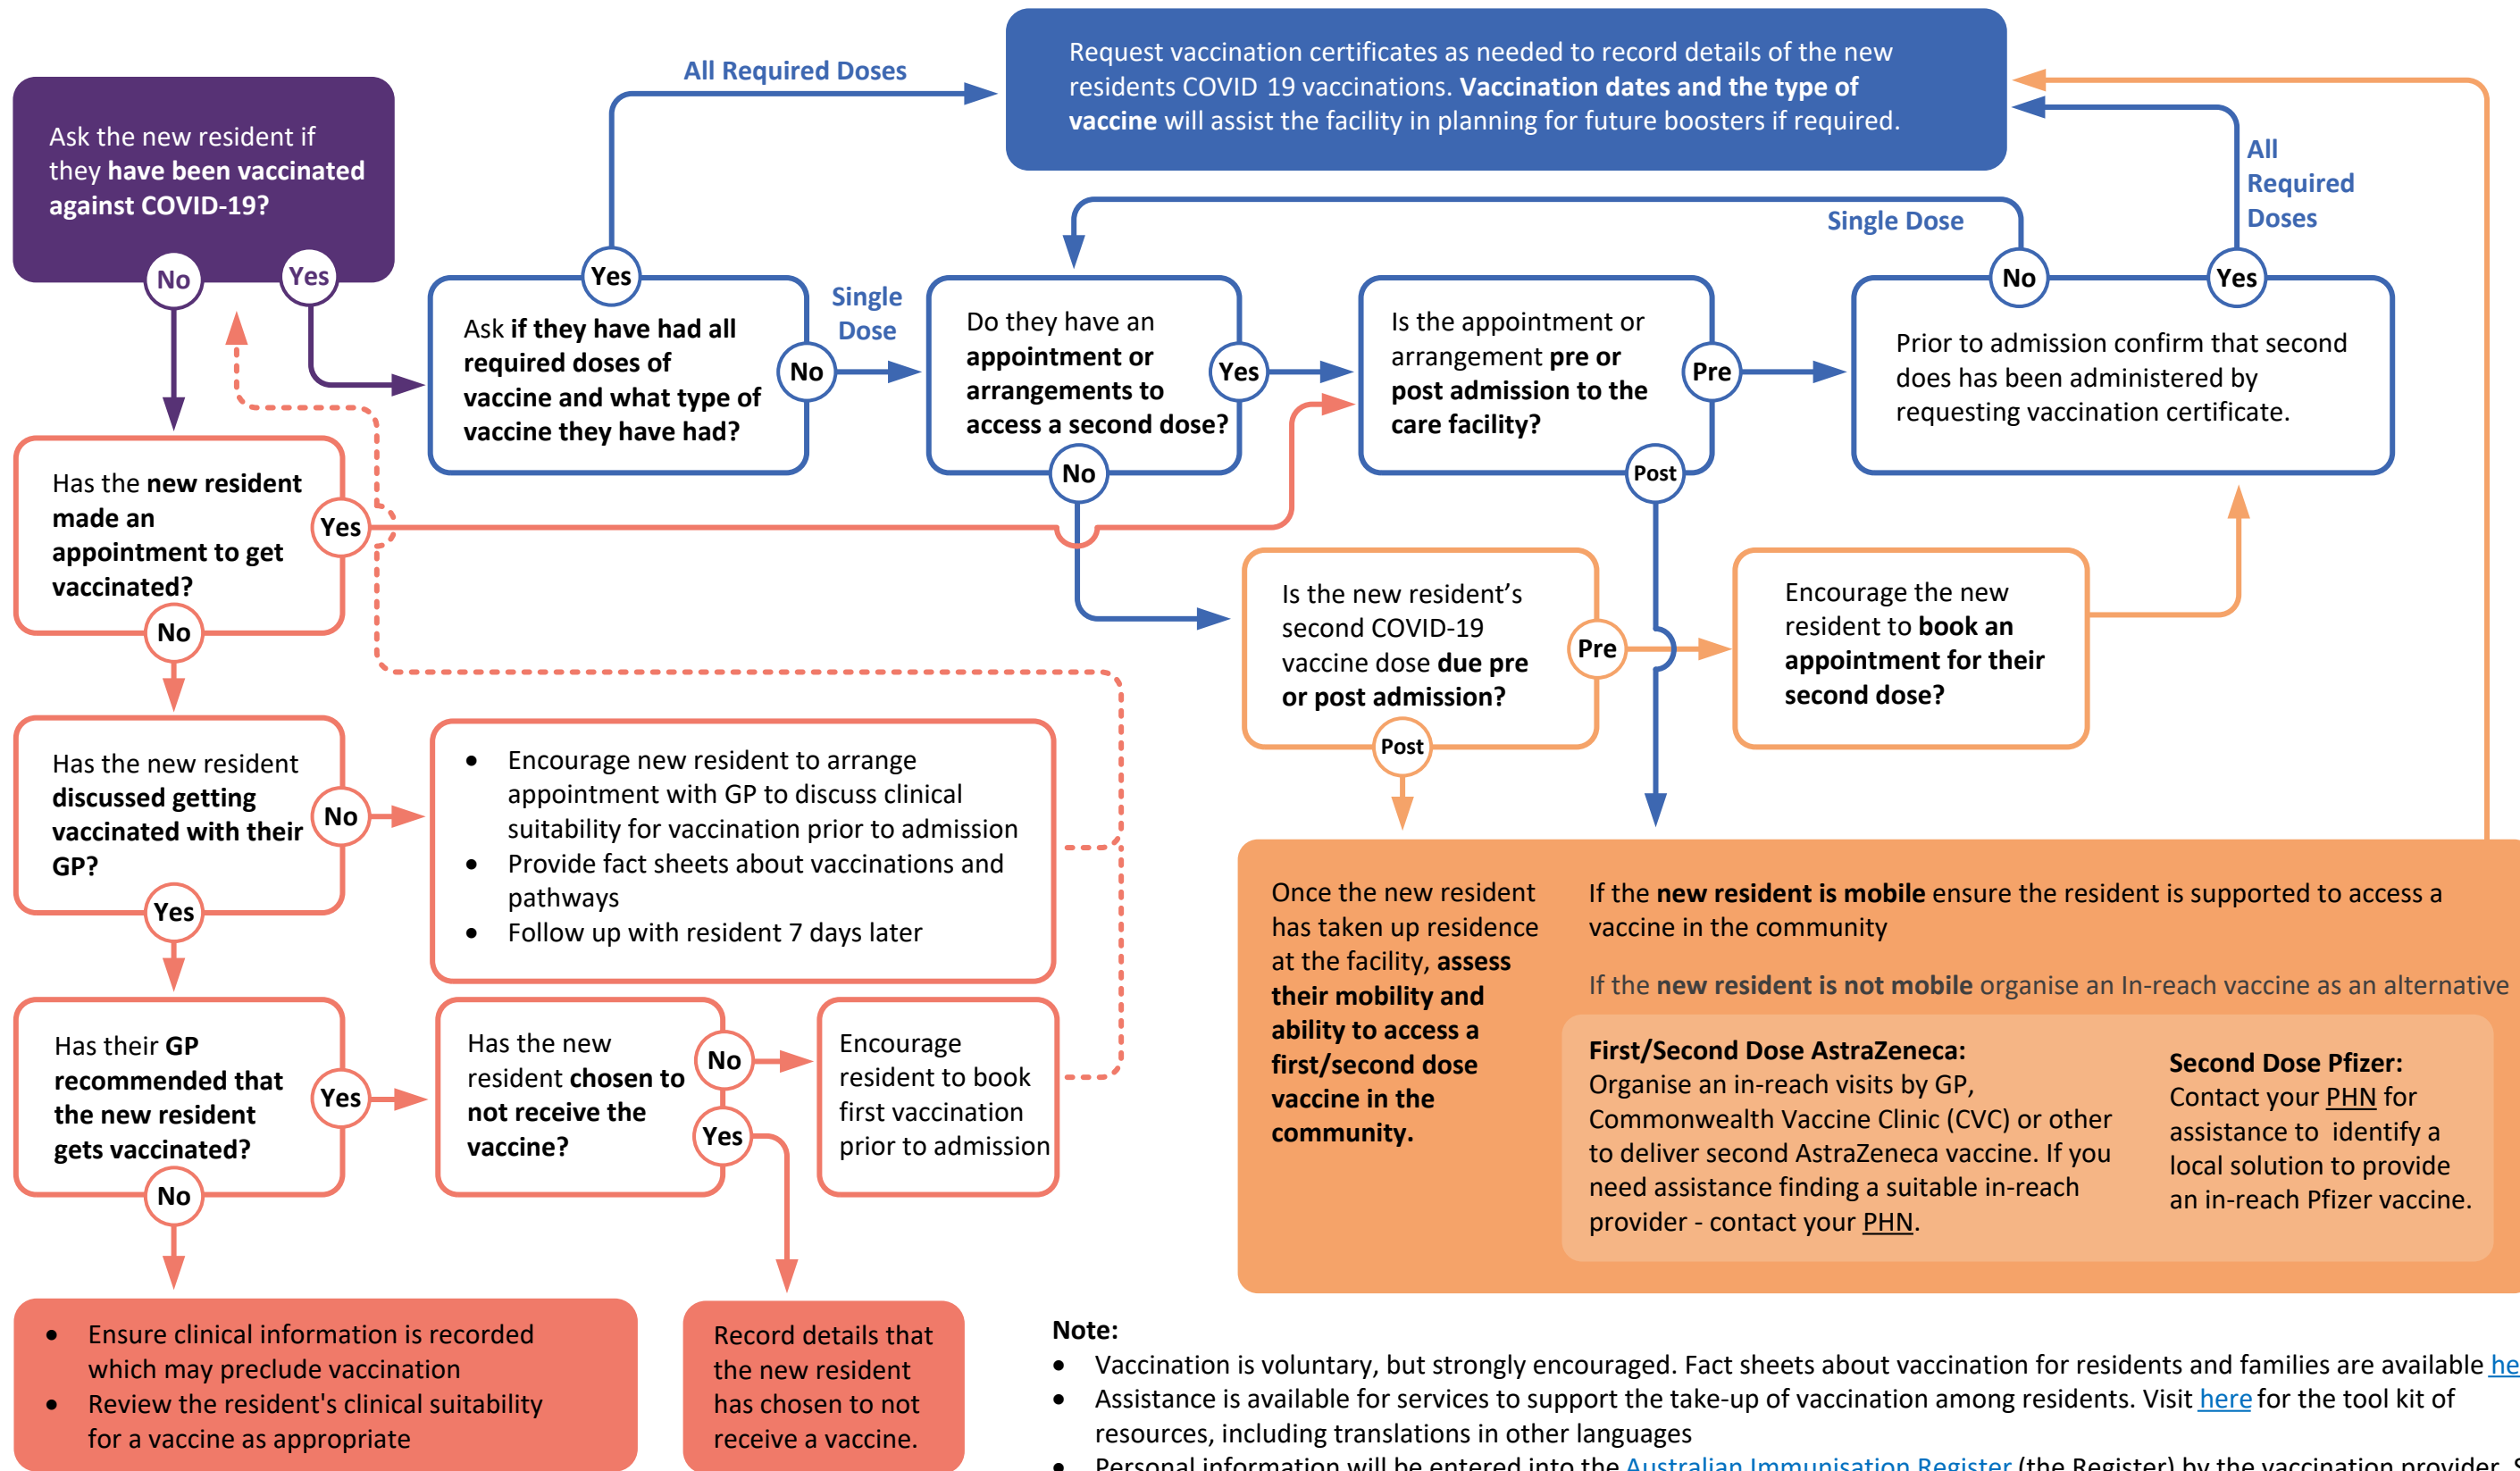 All Required Doses
Request vaccination certificates as needed to record details of the new
residents COVID 19 vaccinations. Vaccination dates and the type of
vaccine will assist the facility in planning for future boosters if required.
Ask the new resident if
they have been vaccinated
against COVID-19?
No
Yes
All
Required
Doses
Single Dose
Yes
Ask if they have had all
required doses of
vaccine and what type of
vaccine they have had?
No
Single
Dose
Do they have an
appointment or
arrangements to
access a second dose?
Yes
No
Is the appointment or
arrangement pre or
post admission to the
care facility?
Pre
Post
No
Yes
Prior to admission confirm that second
does has been administered by
requesting vaccination certificate.
Has the new resident
made an
appointment to get
vaccinated?
Yes
No
Is the new resident’s
second COVID-19
vaccine dose due pre
or post admission?
Pre
Post
Encourage the new
resident to book an
appointment for their
second dose?
Has the new resident
discussed getting
vaccinated with their
GP?
No
Yes
• Encourage new resident to arrange
appointment with GP to discuss clinical
suitability for vaccination prior to admission
• Provide fact sheets about vaccinations and
pathways
• Follow up with resident 7 days later
Has their GP
recommended that
the new resident
gets vaccinated?
Yes
No
Has the new
resident chosen to
not receive the
vaccine?
No
Yes
Encourage
resident to book
first vaccination
prior to admission
Once the new resident
has taken up residence
at the facility, assess
their mobility and
ability to access a
first/second dose
vaccine in the
community.
If the new resident is mobile ensure the resident is supported to access a
vaccine in the community
If the new resident is not mobile organise an In-reach vaccine as an alternative
First/Second Dose AstraZeneca:
Organise an in-reach visits by GP,
Commonwealth Vaccine Clinic (CVC) or other
to deliver second AstraZeneca vaccine. If you
need assistance finding a suitable in-reach
provider - contact your PHN.
Second Dose Pfizer:
Contact your PHN for
assistance to identify a
local solution to provide
an in-reach Pfizer vaccine.
• Ensure clinical information is recorded
which may preclude vaccination
• Review the resident's clinical suitability
for a vaccine as appropriate
Record details that
the new resident
has chosen to not
receive a vaccine.
Note:
• Vaccination is voluntary, but strongly encouraged. Fact sheets about vaccination for residents and families are available he
• Assistance is available for services to support the take-up of vaccination among residents. Visit here for the tool kit of
resources, including translations in other languages
• Personal information will be entered into the Australian Immunisation Register (the Register) by the vaccination provider